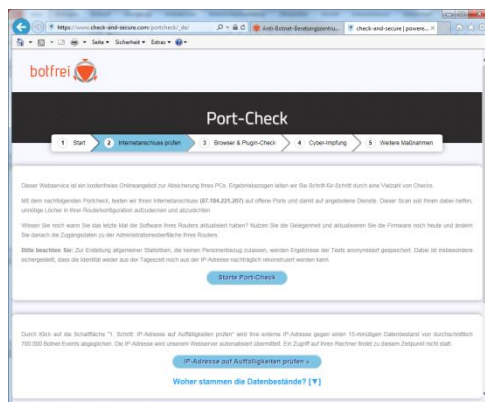 https://www.check-and-secure.com/portcheck/_de/
Anti-Botnet-Beratungszentru...
check-and-secure | powere...
Seite Sicherheit Extras
botfrei
Port-Check
1 Start 2 Internetanschluss prüfen 3 Browser & Plugin-Check 4 Cyber-Impfung 5 Weitere Maßnahmen
Dieser Webservice ist ein kostenfreies Onlineangebot zur Absicherung Ihres PCs. Ergebnisbezogen leiten wir Sie Schritt-für-Schritt durch eine Vielzahl von Checks.
Mit dem nachfolgenden Portcheck, testen wir Ihren Internetanschluss (87.184.221.207) auf offene Ports und damit auf angebotene Dienste. Dieser Scan soll Ihnen dabei helfen,
unnötige Löcher in Ihrer Routerkonfiguration aufzudecken und abzudichten.
Wissen Sie noch wann Sie das letzte Mal die Software Ihres Routers aktualisiert haben? Nutzen Sie die Gelegenheit und aktualisieren Sie die Firmware noch heute und ändern
Sie danach die Zugangsdaten zu der Administrationsoberfläche Ihres Routers.
Bitte beachten Sie: Zur Erstellung allgemeiner Statistiken, die keinen Personenbezug zulassen, werden Ergebnisse der Tests anonymisiert gespeichert. Dabei ist insbesondere
sichergestellt, dass die Identität weder aus der Tageszeit noch aus der IP-Adresse nachträglich rekonstruiert werden kann.
Starte Port-Check
Durch Klick auf die Schaltfläche "1. Schritt: IP-Adresse auf Auffälligkeiten prüfen" wird Ihre externe IP-Adresse gegen einen 15-minütigen Datenbestand von durchschnittlich
700.000 Botnet-Events abgeglichen. Die IP-Adresse wird unserem Webserver automatisiert übermittelt. Ein Zugriff auf Ihren Rechner findet zu diesem Zeitpunkt nicht statt.
IP-Adresse auf Auffälligkeiten prüfen »
Woher stammen die Datenbestände? [▼]